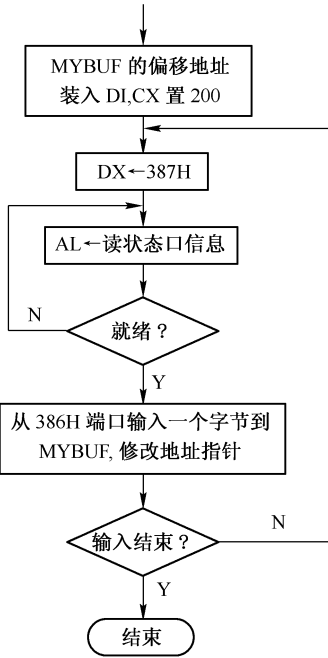 MYBUF 的偏移地址
装入 DI,CX 置 200
DX←387H
AL←读状态口信息
就绪？
N
Y
从 386H 端口输入一个字节到
MYBUF, 修改地址指针
输入结束？
N
Y
结束